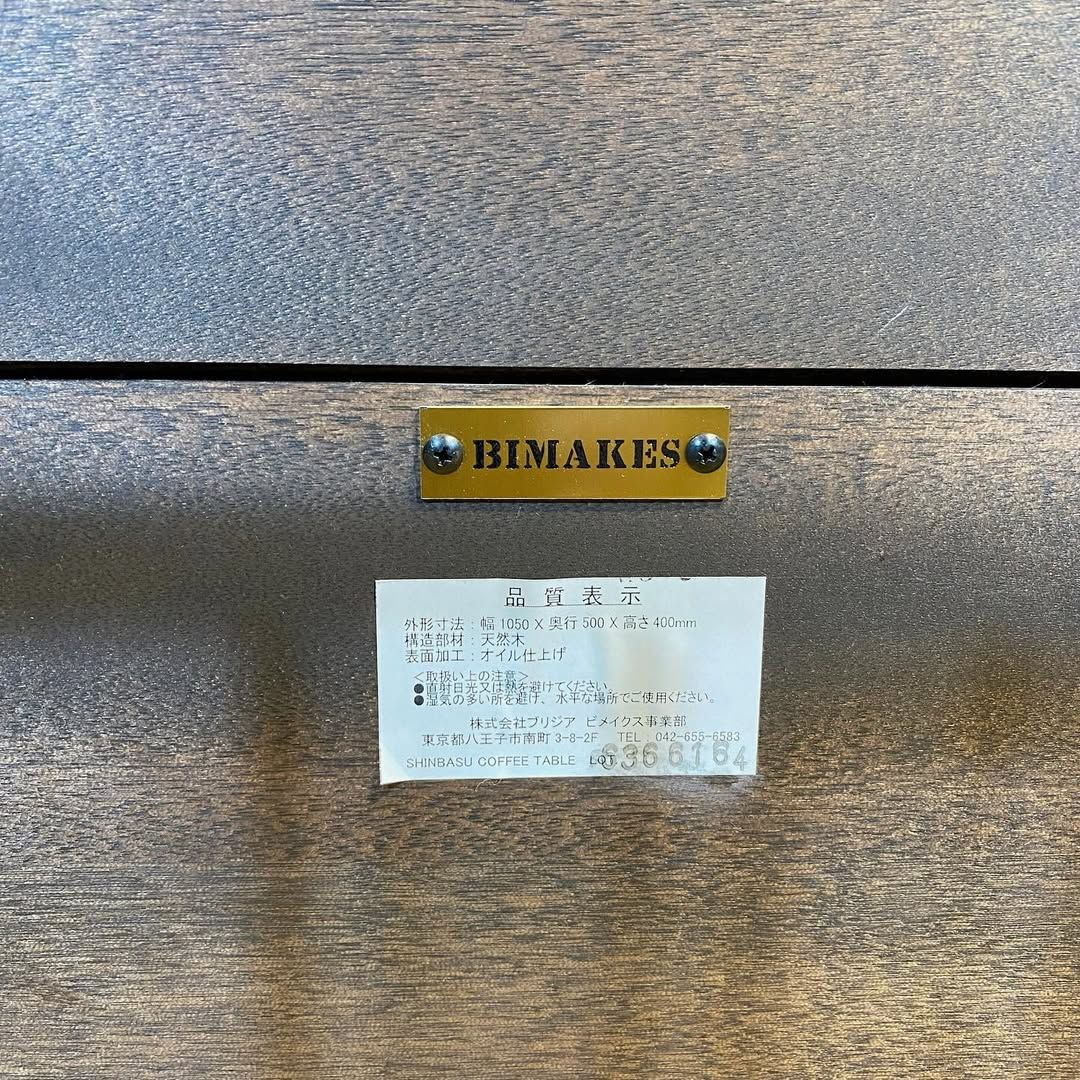 BIMAKES
品質表示
外形寸法：幅 1050 X 奥行 500 X 高さ 400mm
構造部材：天然木
表面加工：オイル仕上げ
＜取扱い上の注意＞
●直射日光又は熱を避けてください
●湿気の多い所を避け、水平な場所でご使用ください。
株式会社ブリジア ビメイクス事業部
東京都八王子市南町 3-8-2F TEL : 042-655-6583
SHINBASU COFFEE TABLE LOT.